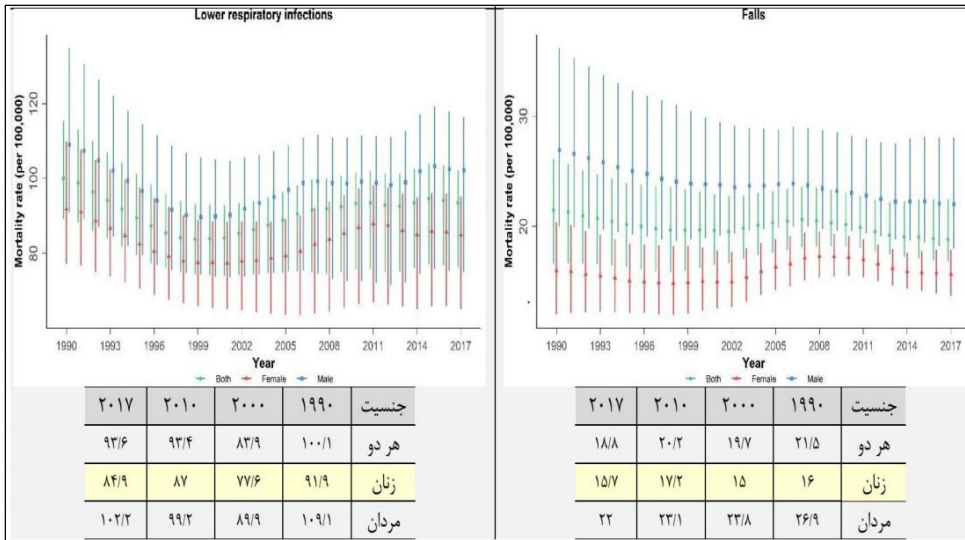 Lower respiratory infections
Mortality rate (per 100,000)
120
100
80
1990 1993 1996 1999 2002 2005 2008 2011 2014 2017
Year
Both Female Male
جنسیت ۱۹۹۰ ۲۰۰۰ ۲۰۱۰ ۲۰۱۷
هر دو ۱۰۰/۱ ۸۳/۹ ۹۳/۴ ۹۳/۶
زنان ۹۱/۹ ۷۷/۶ ۸۷ ۸۴/۹
مردان ۱۰۹/۱ ۸۹/۹ ۹۹/۲ ۱۰۲/۲
Falls
Mortality rate (per 100,000)
30
20
1990 1993 1996 1999 2002 2005 2008 2011 2014 2017
Year
Both Female Male
جنسیت ۱۹۹۰ ۲۰۰۰ ۲۰۱۰ ۲۰۱۷
هر دو ۲۱/۵ ۱۹/۷ ۲۰/۲ ۱۸/۸
زنان ۱۶ ۱۵ ۱۷/۲ ۱۵/۷
مردان ۲۶/۹ ۲۳/۸ ۲۳/۱ ۲۲